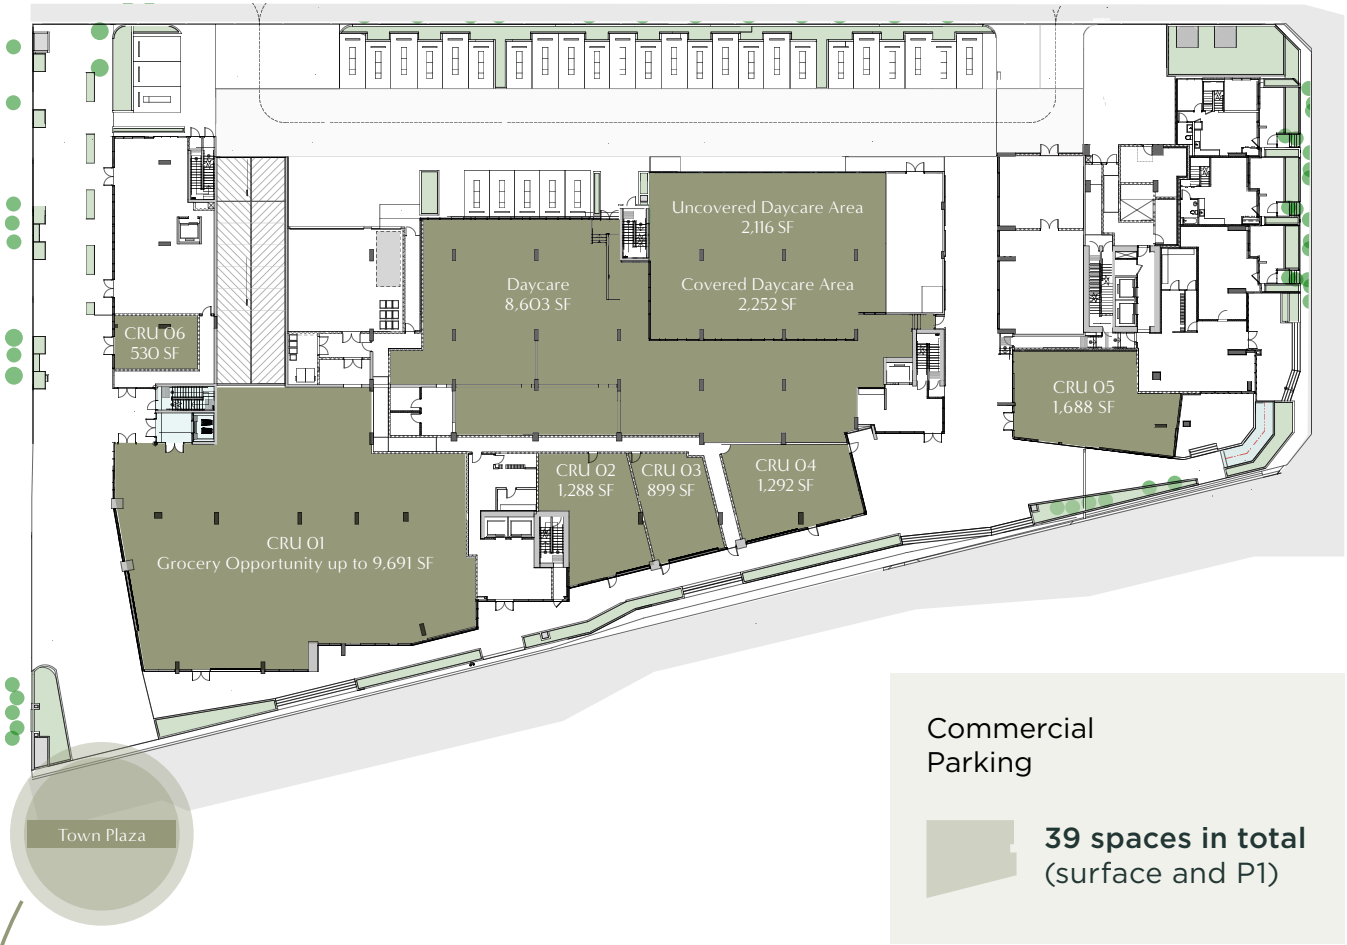 Uncovered Daycare Area
2,116 SF
Daycare
8,603 SF
Covered Daycare Area
2,252 SF
CRU 06
530 SF
CRU 05
1,688 SF
CRU 02
1,288 SF
CRU 03
899 SF
CRU 04
1,292 SF
CRU 01
Grocery Opportunity up to 9,691 SF
Town Plaza
Commercial
Parking
39 spaces in total
(surface and P1)